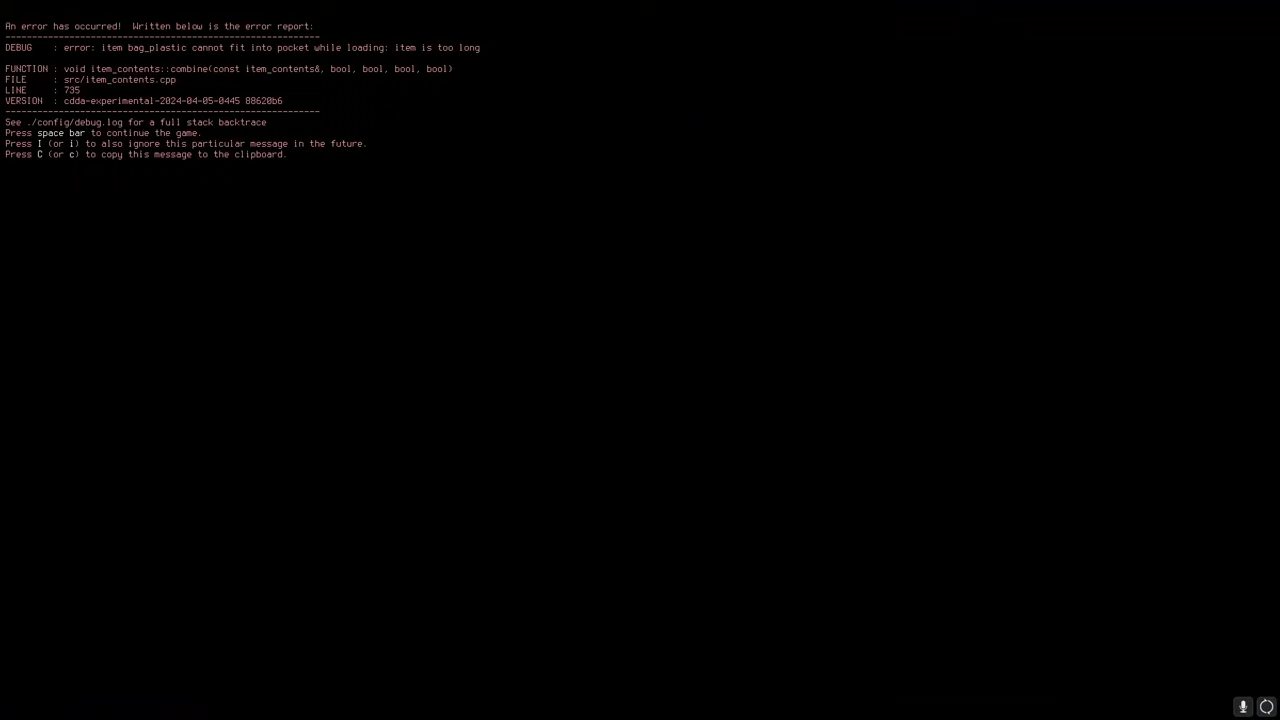 An error has occurred!  Written below is the error report:
-----------------------------------------------------------
DEBUG    : error: item bag_plastic cannot fit into pocket while loading: item is too long
FUNCTION : void item_contents::combine(const item_contents&, bool, bool, bool, bool)
FILE     : src/item_contents.cpp
LINE     : 735
VERSION  : cdda-experimental-2024-04-05-0445 88620b6
-----------------------------------------------------------
See ./config/debug.log for a full stack backtrace
Press space bar to continue the game.
Press I (or i) to also ignore this particular message in the future.
Press C (or c) to copy this message to the clipboard.